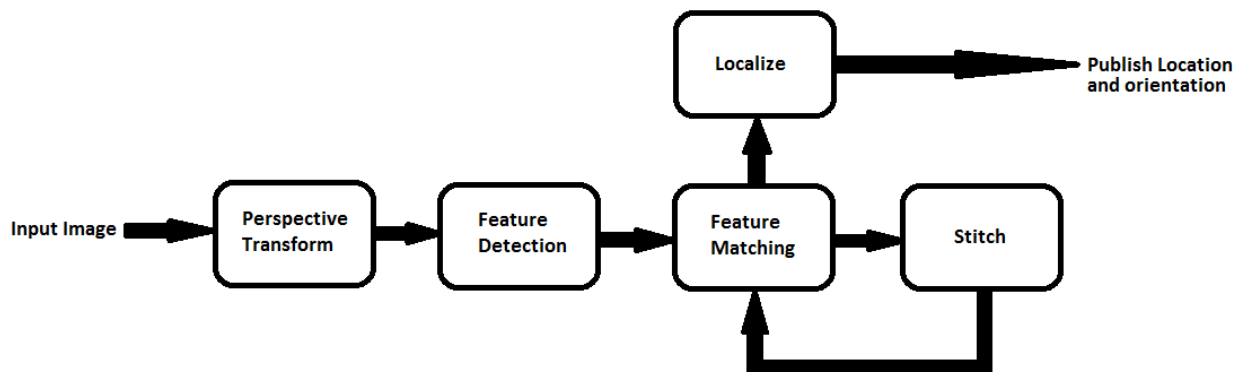 Localize
Publish Location
and orientation
Input Image
Perspective
Transform
Feature
Detection
Feature
Matching
Stitch